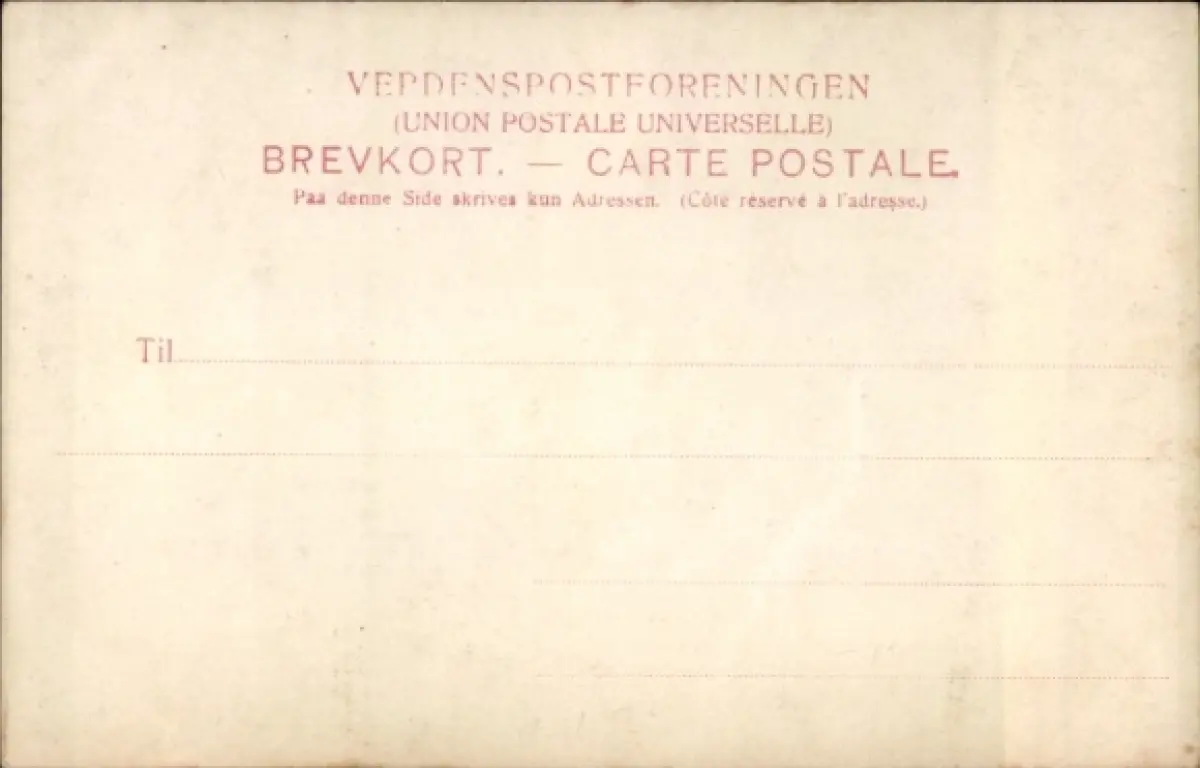 VERDENSPOSTFORENINGEN
(UNION POSTALE UNIVERSELLE)
BREVKORT. — CARTE POSTALE.
Paa denne Side skrives kun Adressen. (Côté réservé à l'adresse.)
Til